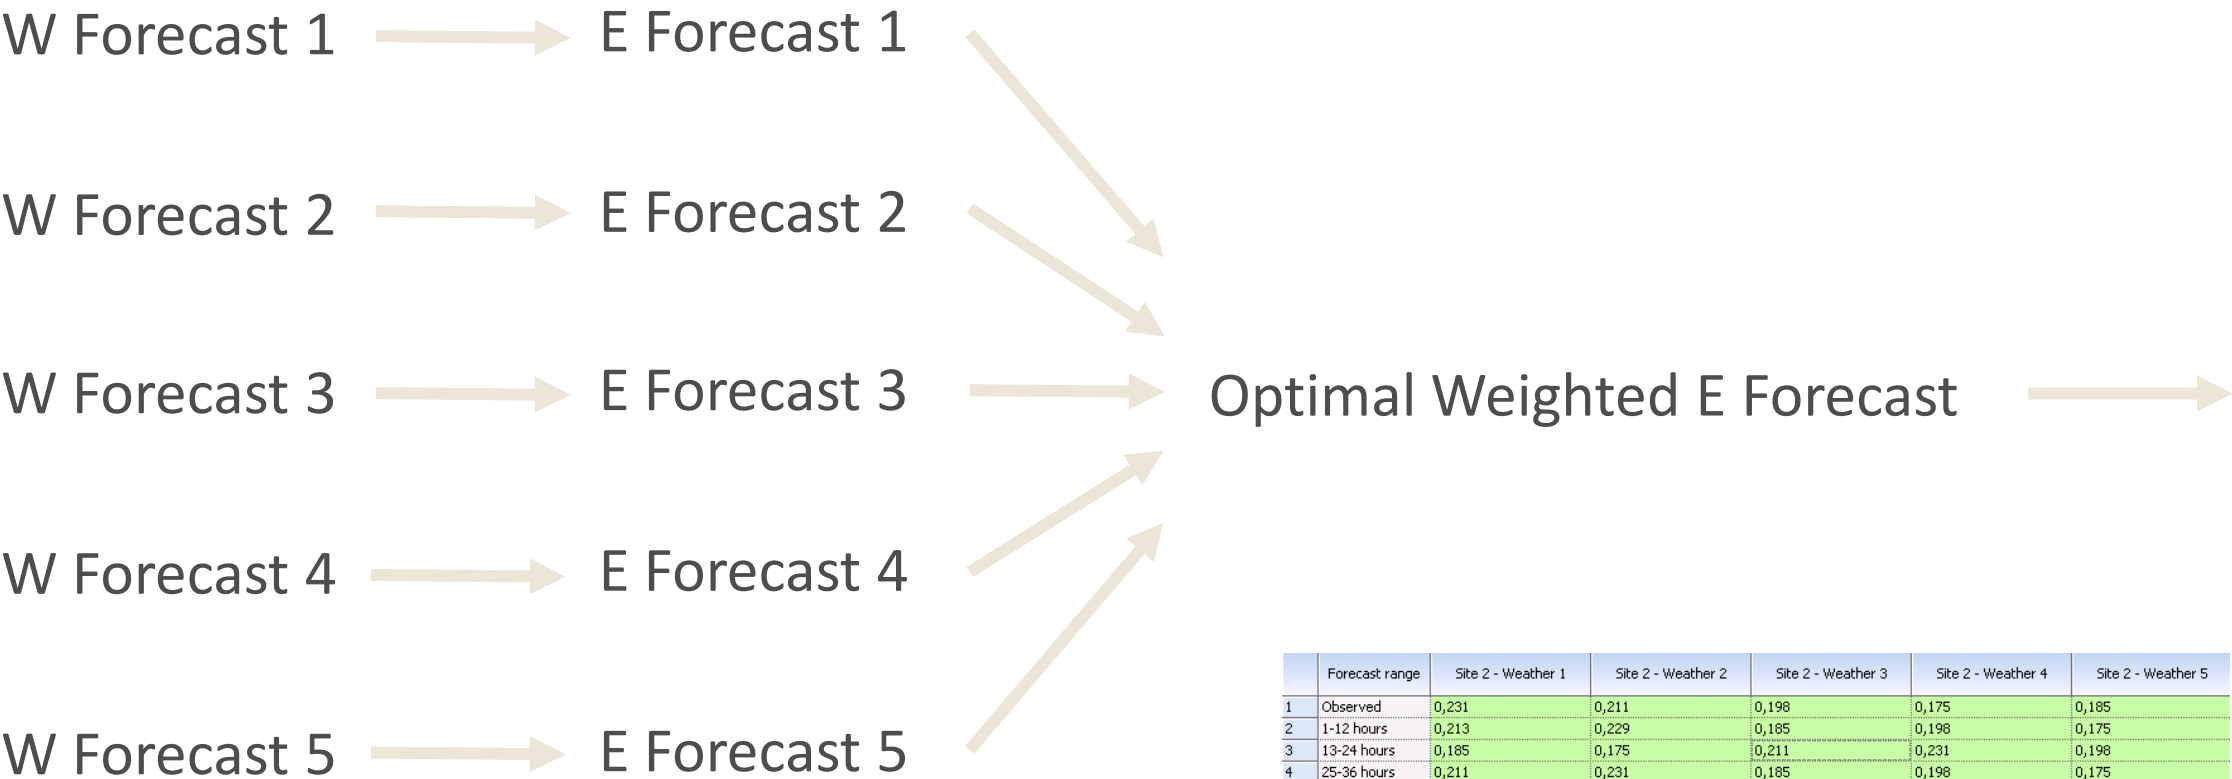 W Forecast 1 E Forecast 1
W Forecast 2 E Forecast 2
W Forecast 3 E Forecast 3 Optimal Weighted E Forecast
W Forecast 4 E Forecast 4
W Forecast 5 E Forecast 5
Forecast range Site 2 - Weather 1 Site 2 - Weather 2 Site 2 - Weather 3 Site 2 - Weather 4 Site 2 - Weather 5
1 Observed 0,231 0,211 0,198 0,175 0,185
2 1-12 hours 0,213 0,229 0,185 0,198 0,175
3 13-24 hours 0,185 0,175 0,211 0,231 0,198
4 25-36 hours 0,211 0,231 0,185 0,198 0,175